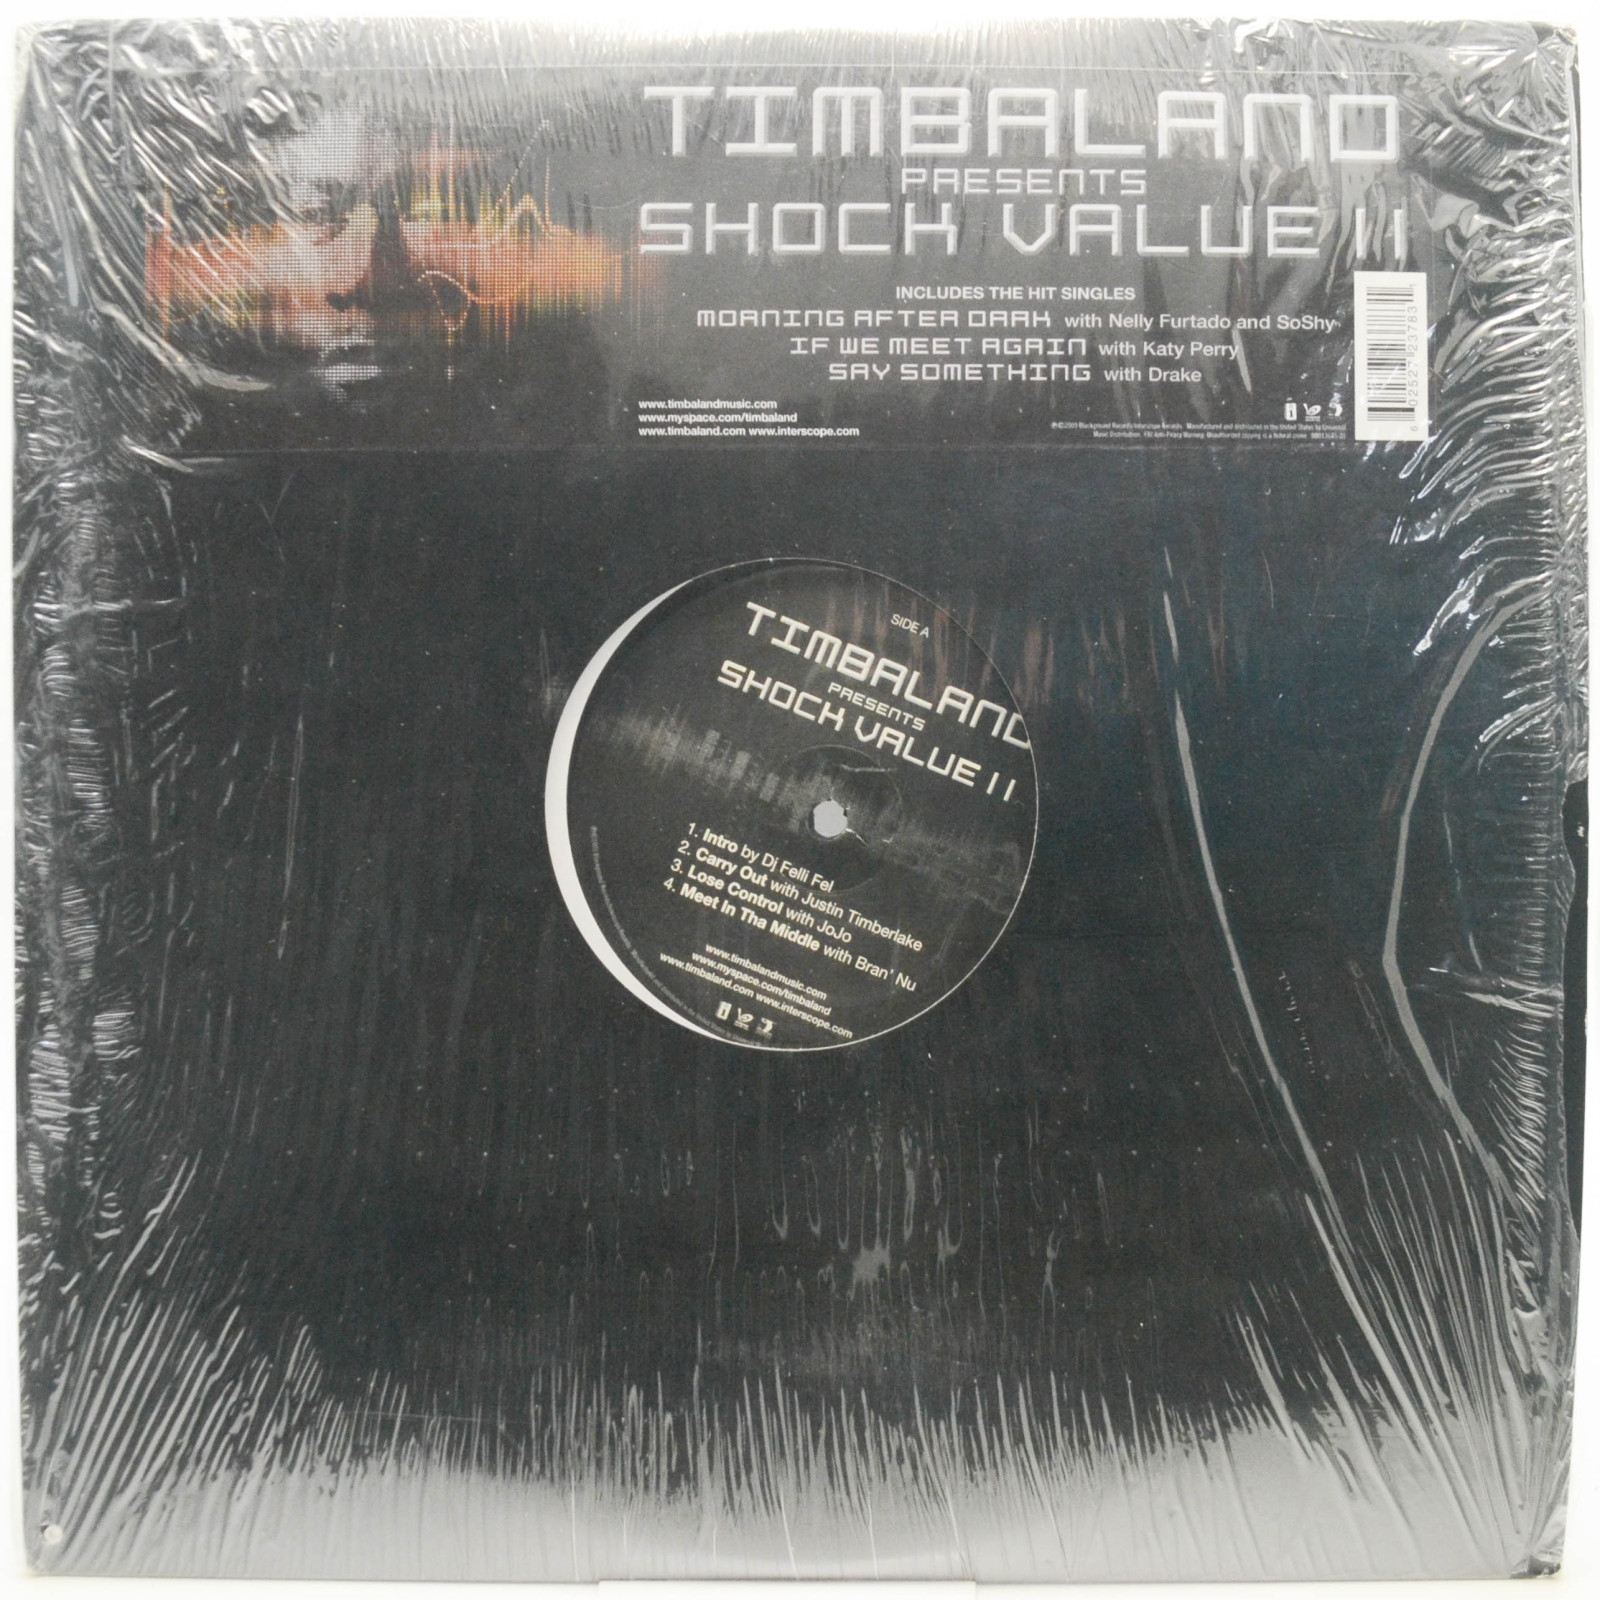 TIMBALAND
PRESENTS
SHOCK VALUE II
INCLUDES THE HIT SINGLES
MORNING AFTER DARK with Nelly Furtado and SoShy
IF WE MEET AGAIN with Katy Perry
SAY SOMETHING with Drake
www.timbalandmusic.com
www.myspace.com/timbaland
www.timbaland.com www.interscope.com
6 02527 23783 1
SIDE A
TIMBALAND
PRESENTS
SHOCK VALUE II
1. Intro by Dj Felli Fel
2. Carry Out with Justin Timberlake
3. Lose Control with JoJo
4. Meet In Tha Middle with Bran' Nu
www.timbalandmusic.com
www.myspace.com/timbaland
www.timbaland.com www.interscope.com